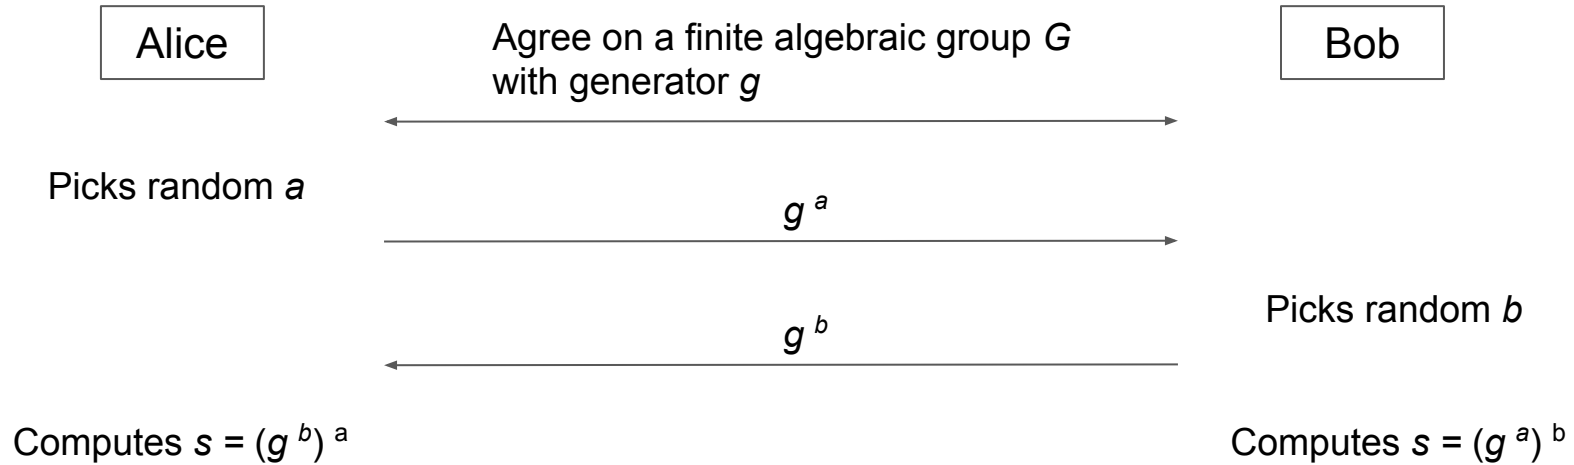 Alice
Agree on a finite algebraic group G
with generator g
Bob
Picks random a
g ᵃ
Picks random b
g ᵇ
Computes s = (g ᵇ) ᵃ
Computes s = (g ᵃ) ᵇ